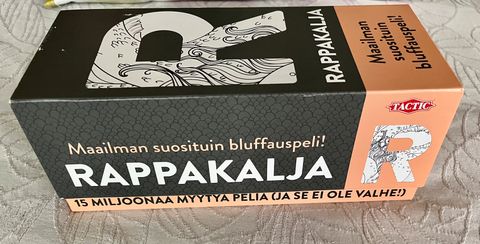 R
RAPPAKALJA
Maailman
suosituin
bluffauspeli!
TACTIC
R
Maailman suosituin bluffauspeli!
RAPPAKALJA
15 MILJOONAA MYYTYÄ PELIÄ (JA SE EI OLE VALHE!)